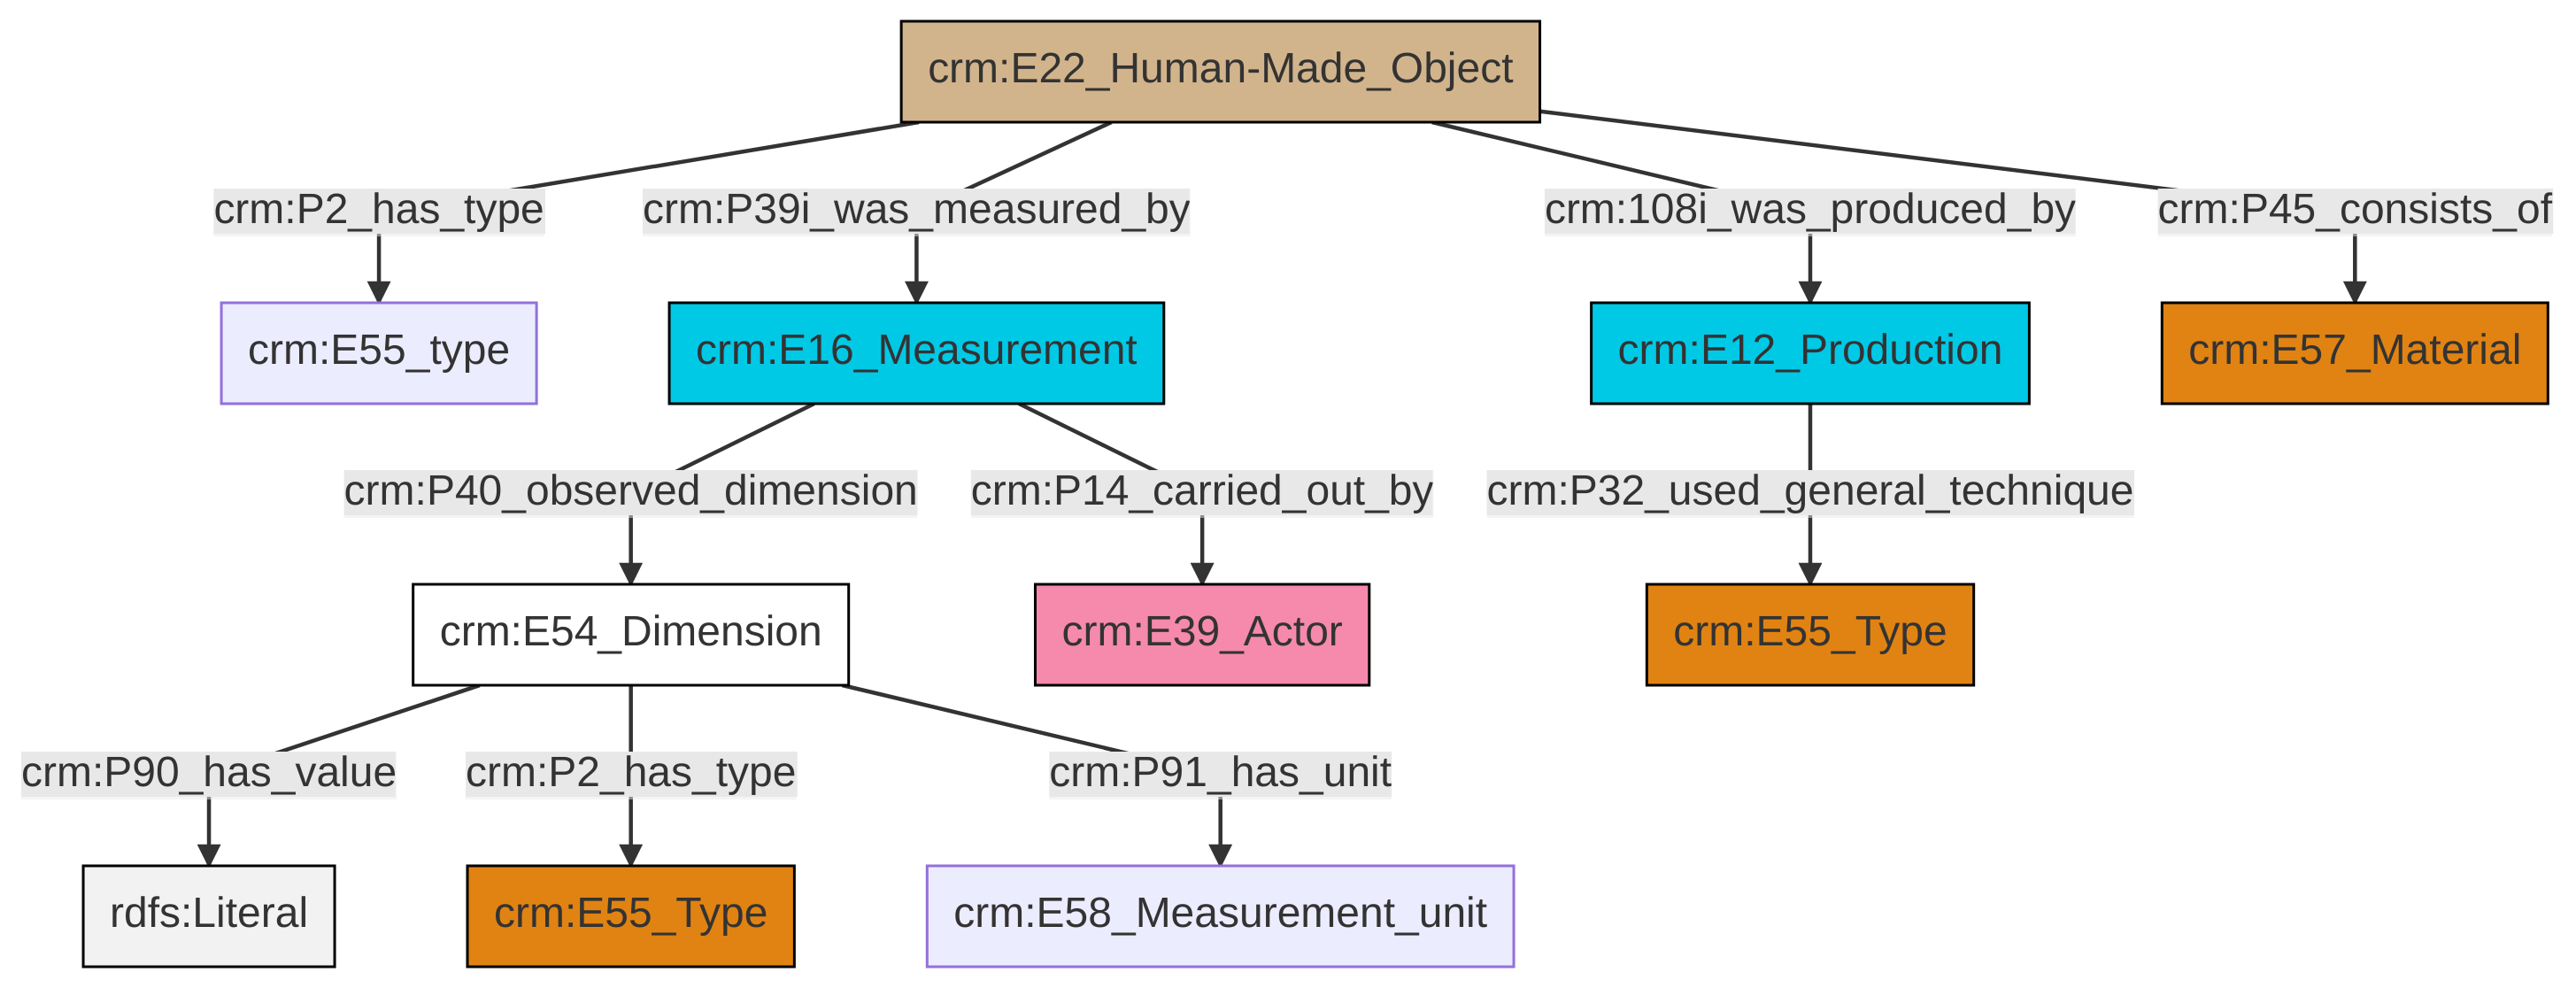 crm:E22_Human-Made_Object
crm:P2_has_type
crm:P39i_was_measured_by
crm:108i_was_produced_by
crm:P45_consists_of
crm:E55_type
crm:E16_Measurement
crm:E12_Production
crm:E57_Material
crm:P40_observed_dimension
crm:P14_carried_out_by
crm:P32_used_general_technique
crm:E54_Dimension
crm:E39_Actor
crm:E55_Type
crm:P90_has_value
crm:P2_has_type
crm:P91_has_unit
rdfs:Literal
crm:E55_Type
crm:E58_Measurement_unit